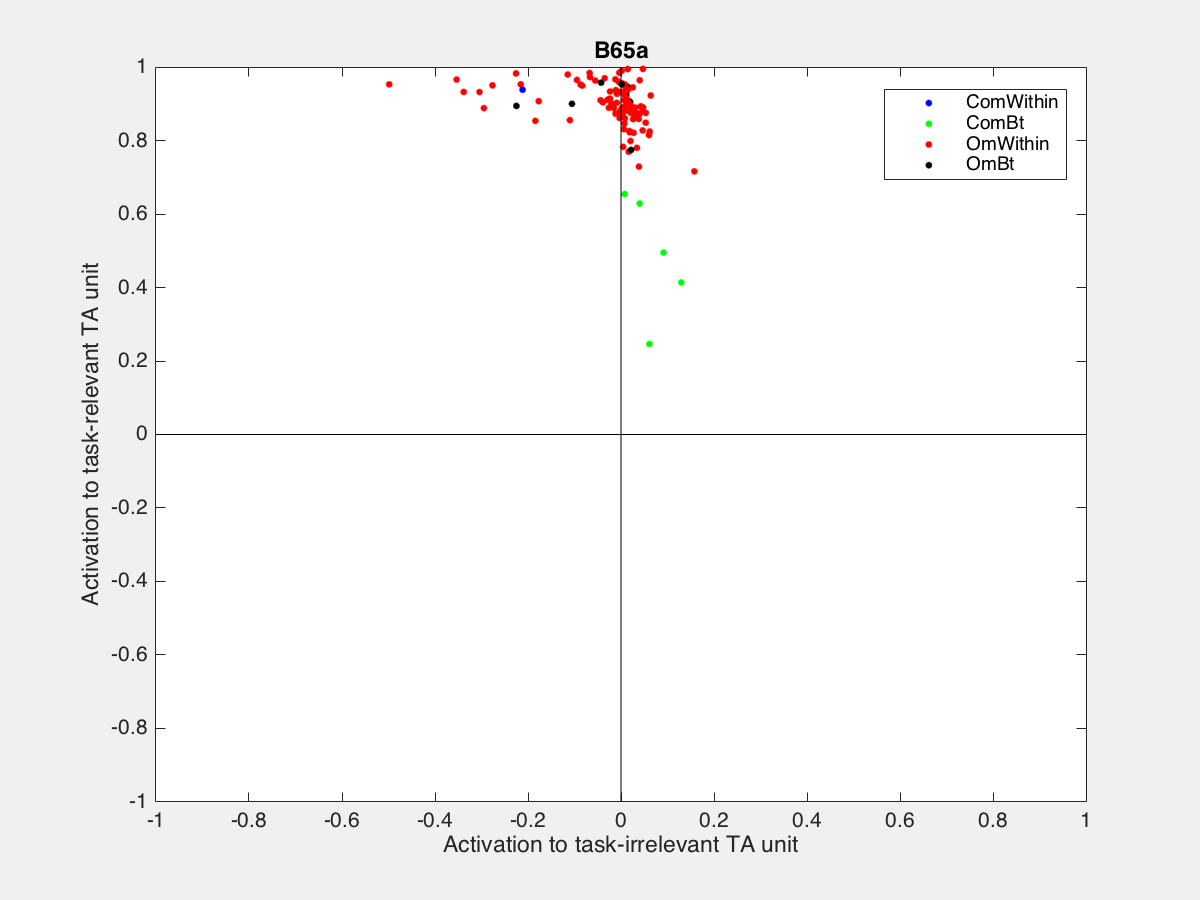 B65a
1
0.8
0.6
0.4
0.2
0
-0.2
-0.4
-0.6
-0.8
-1
Activation to task-relevant TA unit
ComWithin
ComBt
OmWithin
OmBt
-1 -0.8 -0.6 -0.4 -0.2 0 0.2 0.4 0.6 0.8 1
Activation to task-irrelevant TA unit